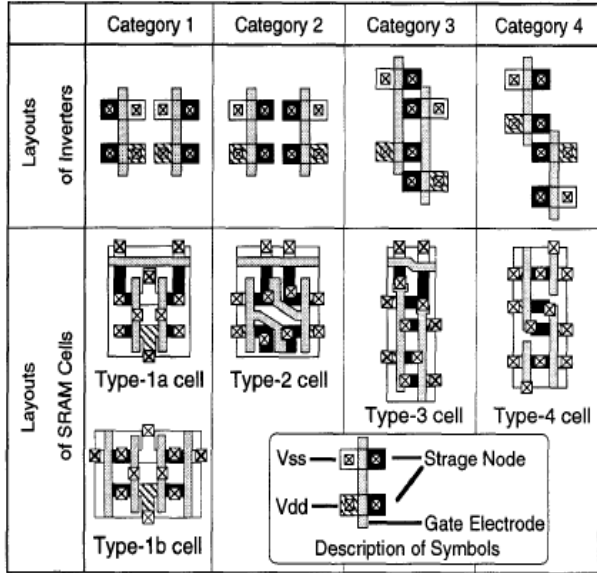 Category 1
Category 2
Category 3
Category 4
Layouts
of Inverters
Layouts
of SRAM Cells
Type-1a cell
Type-2 cell
Type-3 cell
Type-4 cell
Type-1b cell
Vss
Strage Node
Vdd
Gate Electrode
Description of Symbols